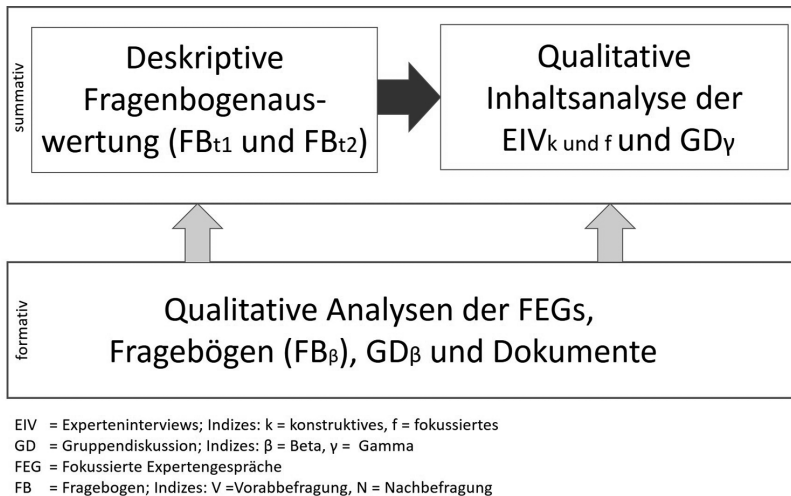 summativ
Deskriptive
Fragenbogenaus-
wertung (FBt1 und FBt2)
Qualitative
Inhaltsanalyse der
EIVk und f und GDγ
formativ
Qualitative Analysen der FEGs,
Fragebögen (FBβ), GDβ und Dokumente
EIV = Experteninterviews; Indizes: k = konstruktives, f = fokussiertes
GD = Gruppendiskussion; Indizes: β = Beta, γ = Gamma
FEG = Fokussierte Expertengespräche
FB = Fragebogen; Indizes: V =Vorabbefragung, N = Nachbefragung